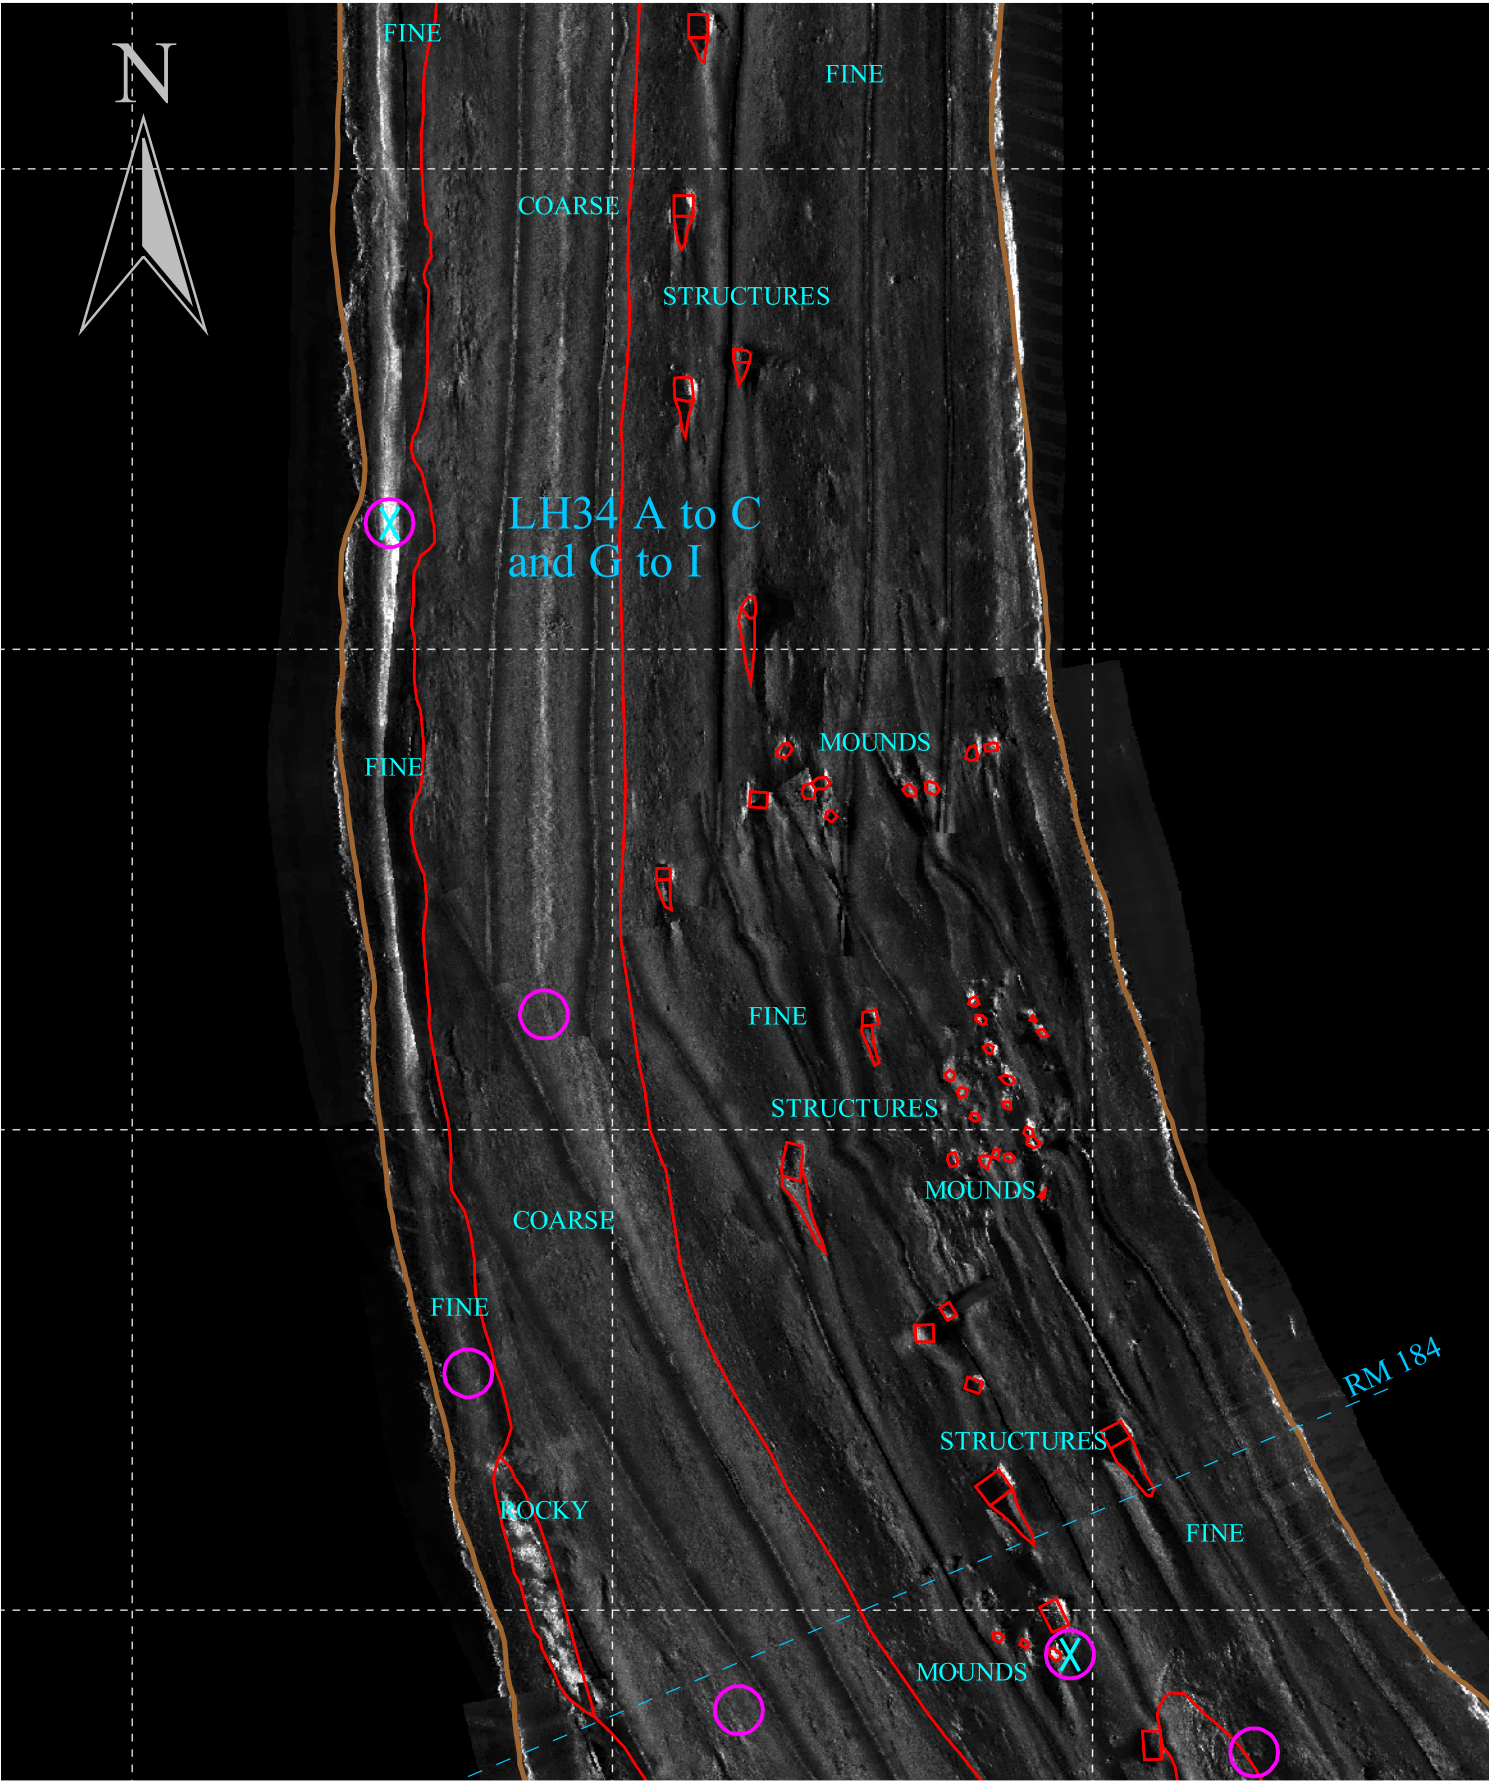 FINE
N
FINE
COARSE
STRUCTURES
LH34 A to C
and G to I
X
MOUNDS
FINE
FINE
STRUCTURES
MOUNDS
COARSE
FINE
RM 184
STRUCTURES
ROCKY
FINE
X
MOUNDS